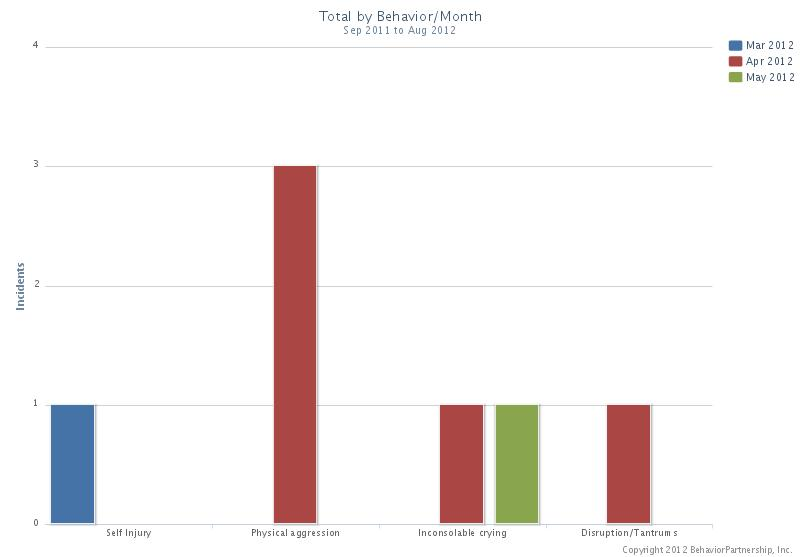 Total by Behavior/Month
Sep 2011 to Aug 2012
Mar 2012
Apr 2012
May 2012
Incidents
4
3
2
1
0
Self Injury
Physical aggression
Inconsolable crying
Disruption/Tantrums
Copyright 2012 BehaviorPartnership, Inc.